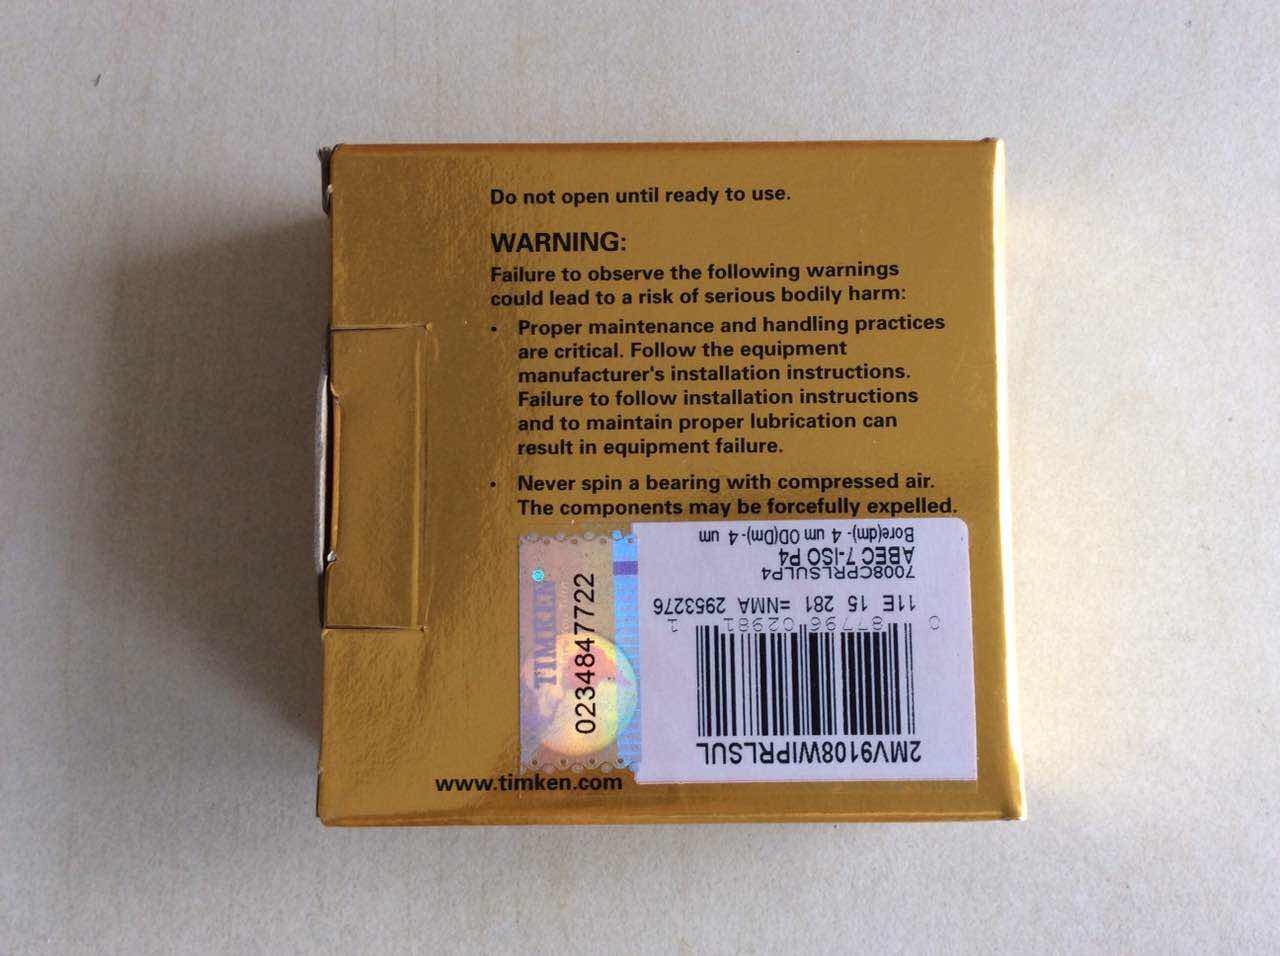 Do not open until ready to use.
WARNING:
Failure to observe the following warnings
could lead to a risk of serious bodily harm:
• Proper maintenance and handling practices
are critical. Follow the equipment
manufacturer's installation instructions.
Failure to follow installation instructions
and to maintain proper lubrication can
result in equipment failure.
• Never spin a bearing with compressed air.
The components may be forcefully expelled.
TIMKEN
0234847722
2MV9108WIPRLSUL
0 87796 02981 1
11E 15 281 =NMA 2953276
7008CPRLSULP4
ABEC 7-ISO P4
Bore(dm)- 4 um OD(Dm)-4 um
www.timken.com